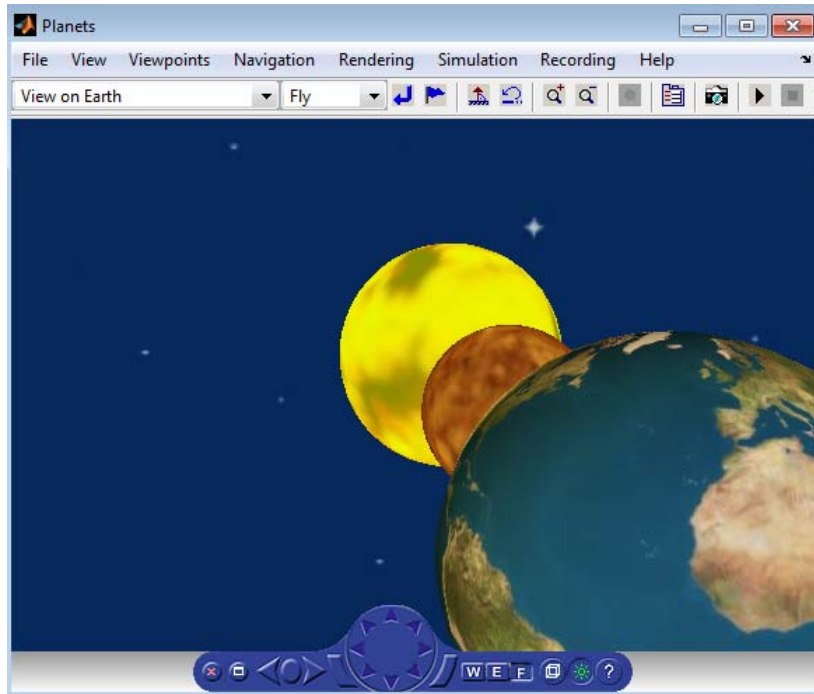 Planets
File View Viewpoints Navigation Rendering Simulation Recording Help
View on Earth Fly
W E F ?